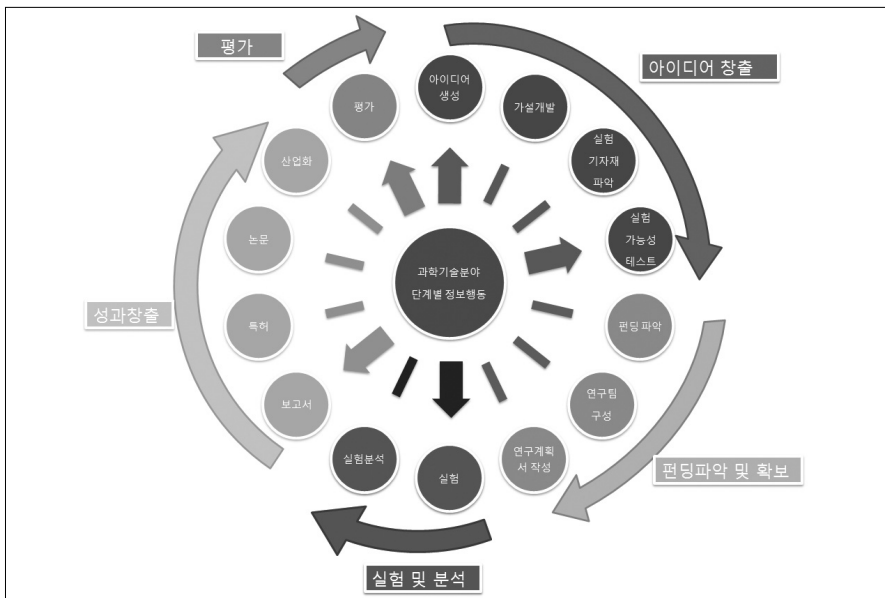 평가
아이디어 창출
아이디어
생성
가설개발
실험
기자재
파악
실험
가능성
테스트
펀딩 파악
연구팀
구성
연구계획
서 작성
실험
실험분석
보고서
특허
논문
산업화
평가
과학기술분야
단계별 정보행동
성과창출
펀딩파악 및 확보
실험 및 분석